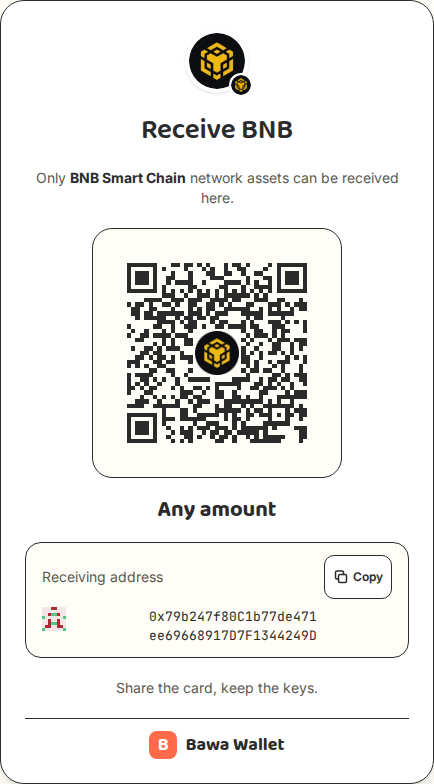 Receive BNB
Only BNB Smart Chain network assets can be received
here.
Any amount
Receiving address
Copy
0x79b247f80C1b77de471
ee69668917D7F1344249D
Share the card, keep the keys.
B Bawa Wallet